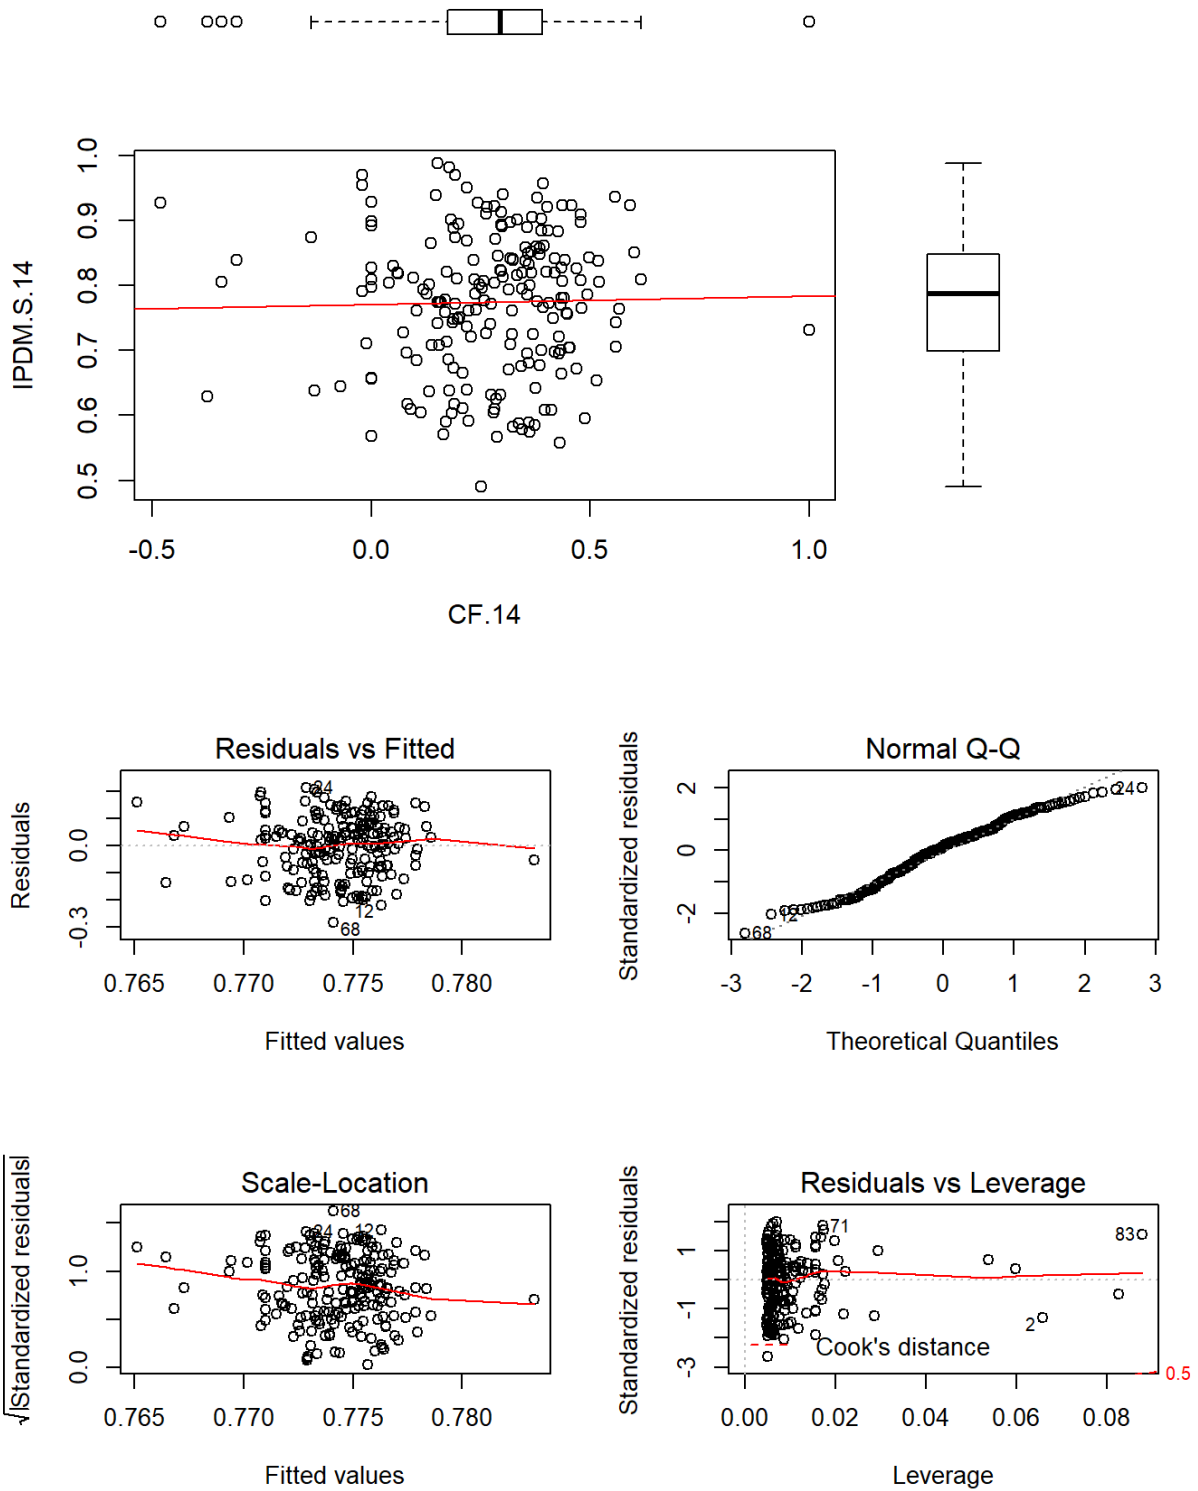 IPDM.S.14
1.0
0.9
0.8
0.7
0.6
0.5
-0.5 0.0 0.5 1.0
CF.14
Residuals vs Fitted
Residuals
0.0
-0.3
24
12
68
0.765 0.770 0.775 0.780
Fitted values
Normal Q-Q
Standardized residuals
2
0
-2
24
12
68
-3 -2 -1 0 1 2 3
Theoretical Quantiles
Scale-Location
√|Standardized residuals|
1.0
0.0
68
24
12
0.765 0.770 0.775 0.780
Fitted values
Residuals vs Leverage
Standardized residuals
1
-1
-3
71
83
2
Cook's distance
0.5
0.00 0.02 0.04 0.06 0.08
Leverage